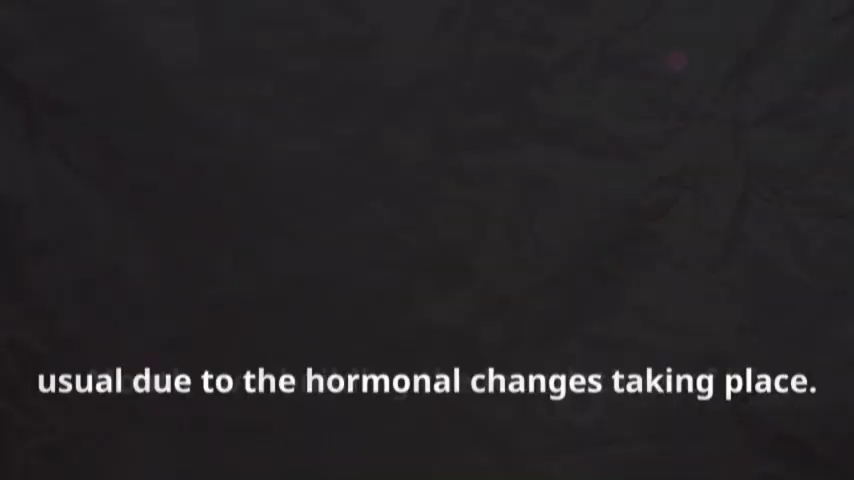 usual due to the hormonal changes taking place.